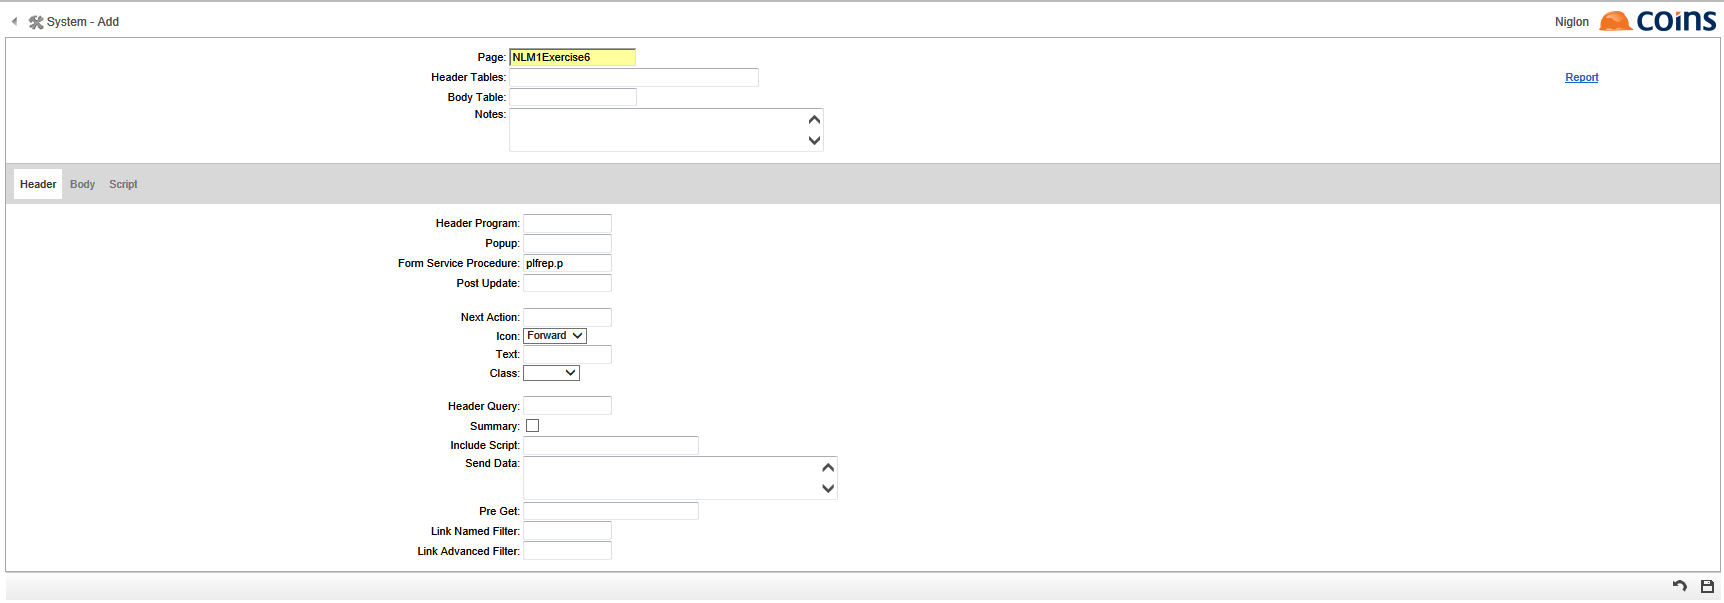 System - Add
Niglon
coins
Page: NLM1Exercise6
Header Tables:
Report
Body Table:
Notes:
Header Body Script
Header Program:
Popup:
Form Service Procedure: plfrep.p
Post Update:
Next Action:
Icon: Forward
Text:
Class:
Header Query:
Summary:
Include Script:
Send Data:
Pre Get:
Link Named Filter:
Link Advanced Filter: